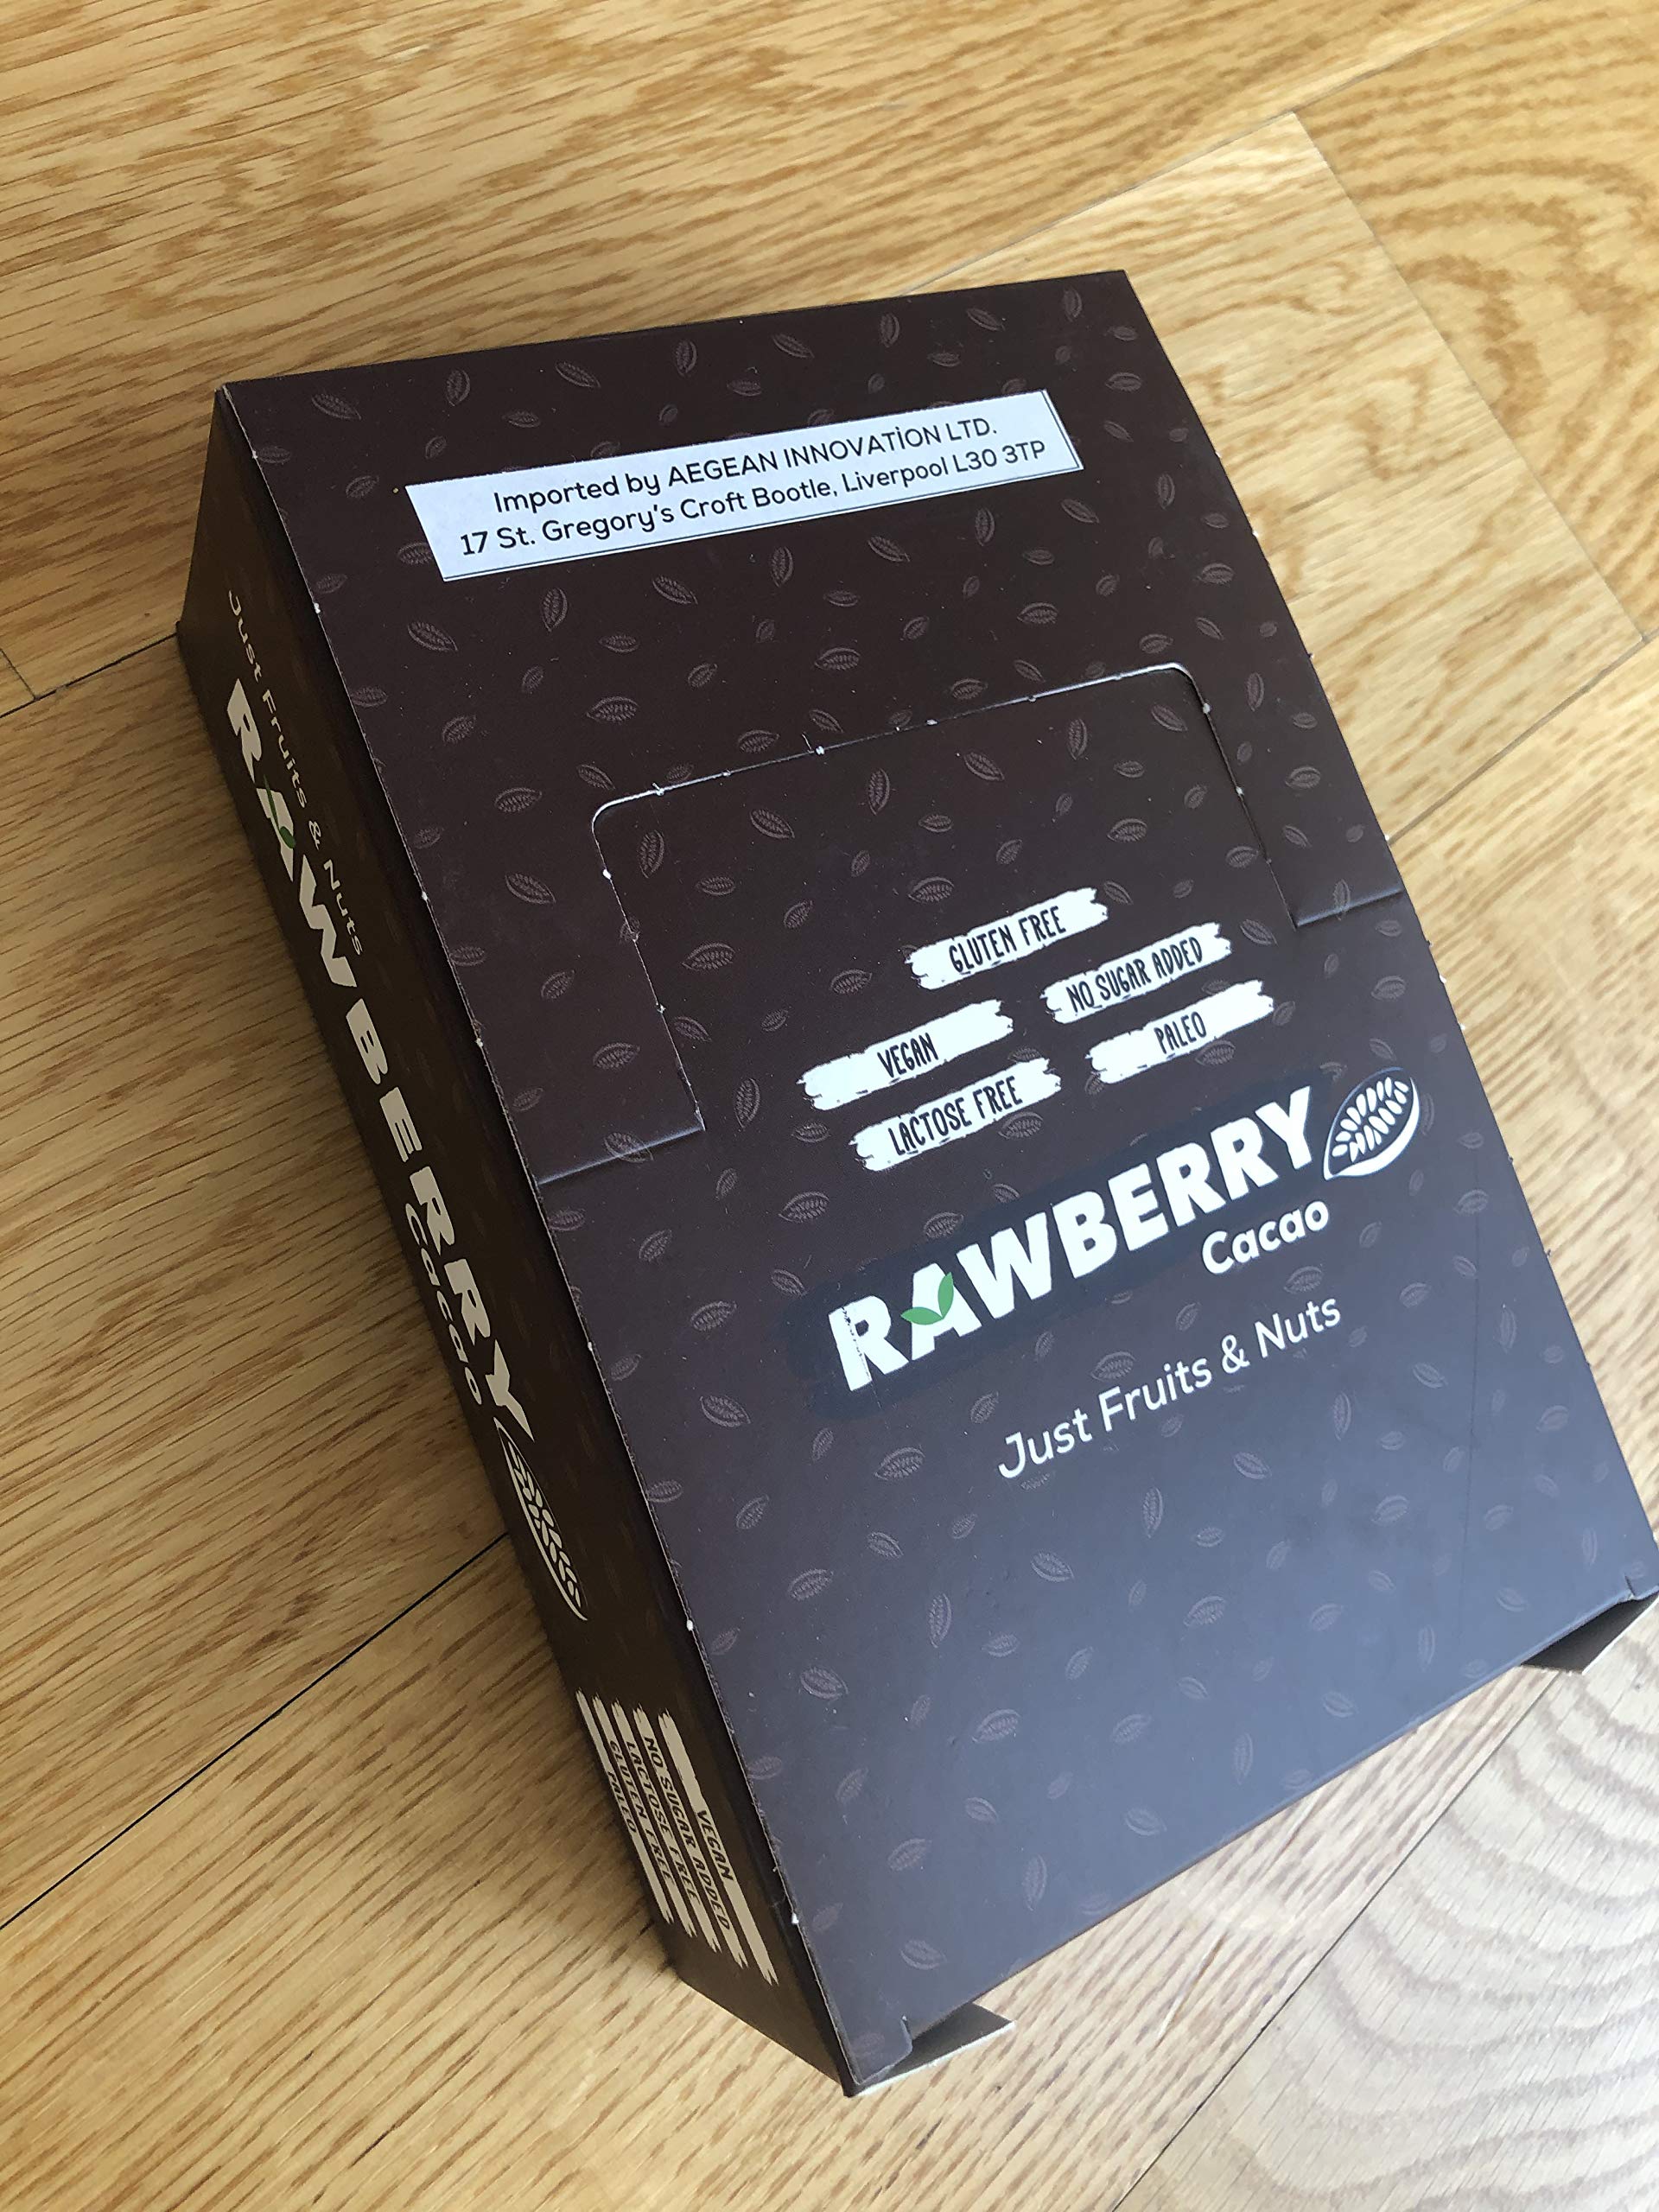 Imported by AEGEAN INNOVATİON LTD.
17 St. Gregory's Croft Bootle, Liverpool L30 3TP
GLUTEN FREE
NO SUGAR ADDED
VEGAN
PALEO
LACTOSE FREE
RAWBERRY
Cacao
Just Fruits & Nuts
Just Fruits & Nuts
RAWBERRY
Cacao
VEGAN
NO SUGAR ADDED
LACTOSE FREE
GLUTEN FREE
PALEO